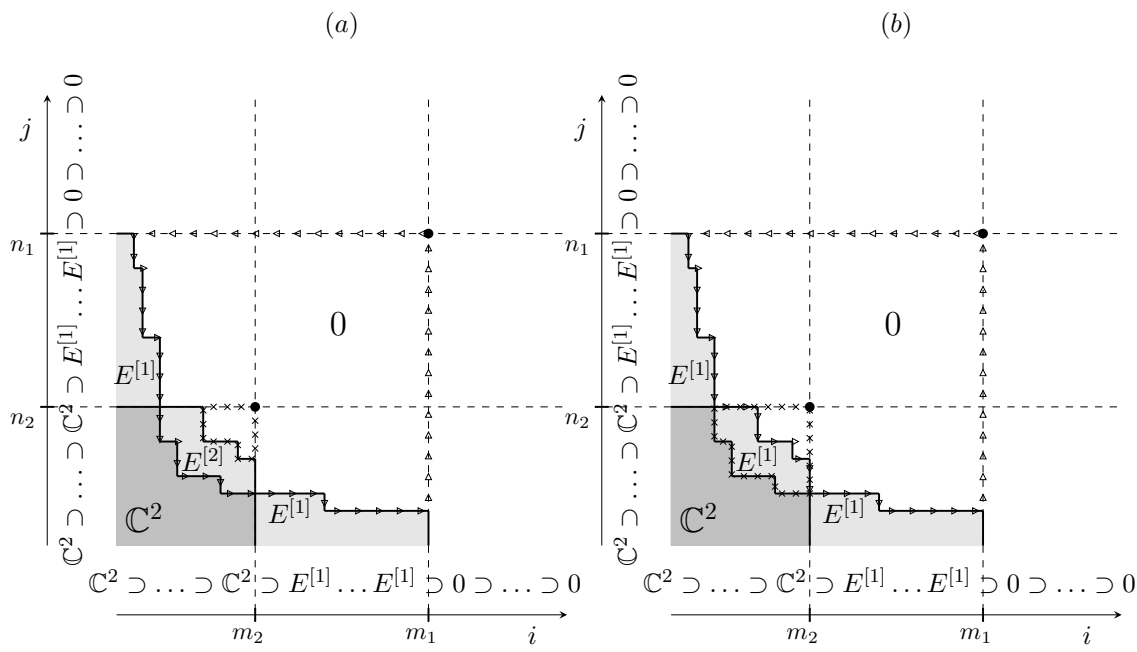 (a)
j
n₁
n₂
ℂ² ⊃ … ⊃ ℂ² ⊃ E^[1] … E^[1] ⊃ 0 ⊃ … ⊃ 0
0
E^[1]
E^[2]
E^[1]
ℂ²
ℂ² ⊃ … ⊃ ℂ² ⊃ E^[1] … E^[1] ⊃ 0 ⊃ … ⊃ 0
m₂
m₁
i
(b)
j
n₁
n₂
ℂ² ⊃ … ⊃ ℂ² ⊃ E^[1] … E^[1] ⊃ 0 ⊃ … ⊃ 0
0
E^[1]
E^[1]
E^[1]
ℂ²
ℂ² ⊃ … ⊃ ℂ² ⊃ E^[1] … E^[1] ⊃ 0 ⊃ … ⊃ 0
m₂
m₁
i